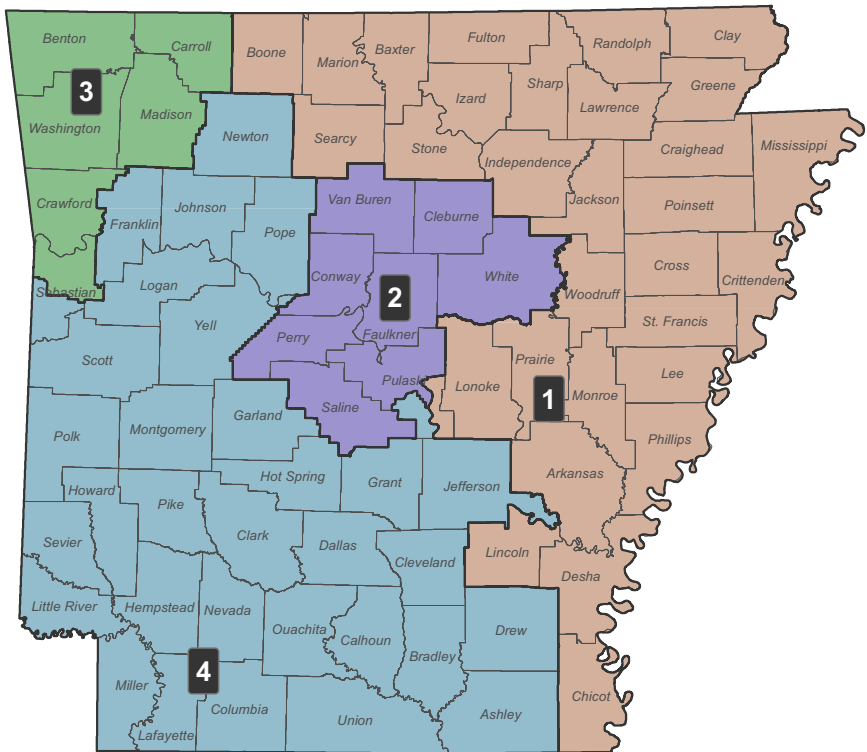 Benton
Carroll
Boone
Marion
Baxter
Fulton
Randolph
Clay
3
Washington
Madison
Newton
Searcy
Stone
Izard
Sharp
Lawrence
Greene
Independence
Jackson
Craighead
Mississippi
Crawford
Franklin
Johnson
Pope
Van Buren
Cleburne
Poinsett
Sebastian
Logan
Conway
2
White
Woodruff
Cross
Crittenden
Scott
Yell
Perry
Faulkner
Prairie
St. Francis
Pulaski
Lonoke
1
Monroe
Lee
Polk
Montgomery
Garland
Saline
Phillips
Howard
Pike
Hot Spring
Grant
Jefferson
Arkansas
Sevier
Clark
Dallas
Cleveland
Lincoln
Desha
Little River
Hempstead
Nevada
Ouachita
Calhoun
Bradley
Drew
4
Miller
Lafayette
Columbia
Union
Ashley
Chicot